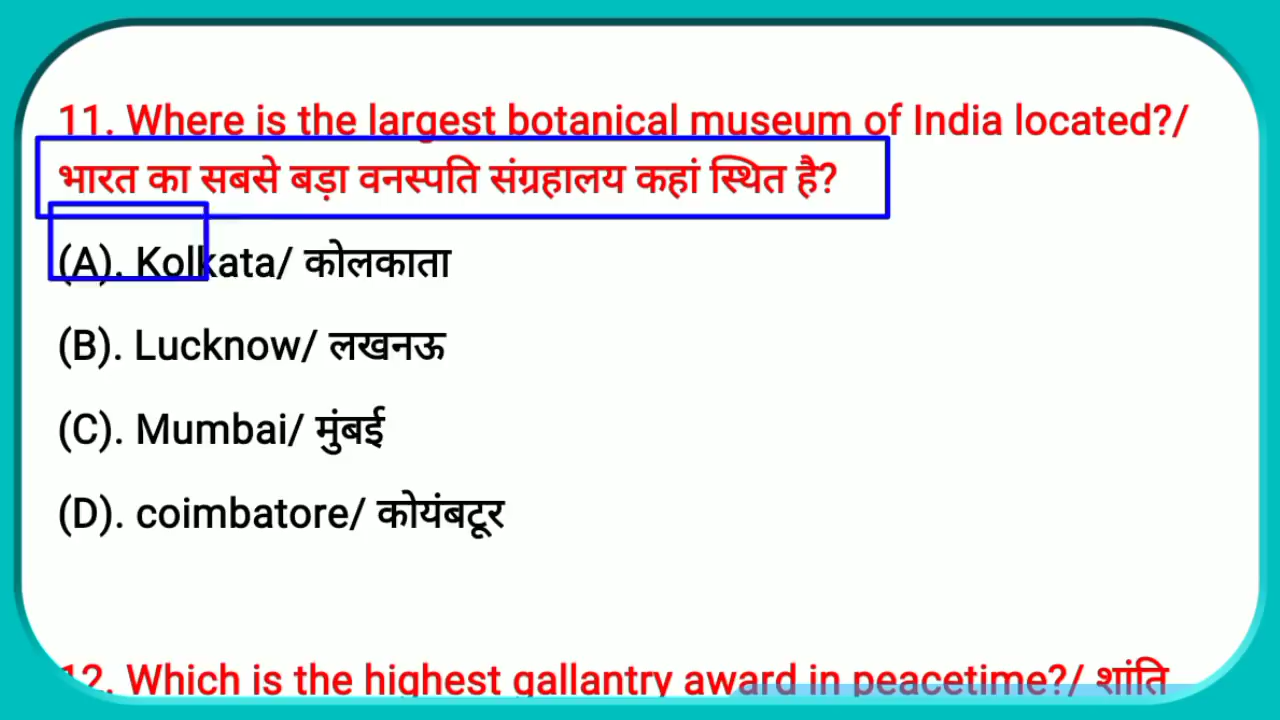 11. Where is the largest botanical museum of India located?/
भारत का सबसे बड़ा वनस्पति संग्रहालय कहां स्थित है?
(A). Kolkata/ कोलकाता
(B). Lucknow/ लखनऊ
(C). Mumbai/ मुंबई
(D). coimbatore/ कोयंबटूर
12. Which is the highest gallantry award in peacetime?/ शांति